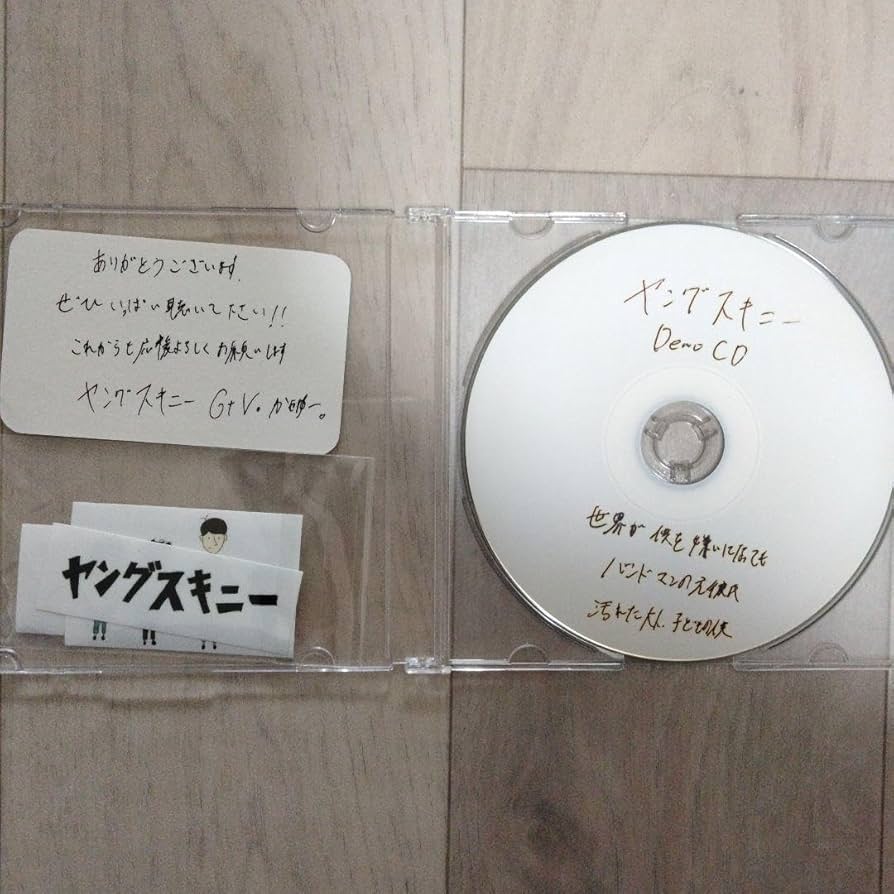 ありがとうございます.
ぜひいっぱい聴いて下さい!!
これからも応援よろしくお願いします
ヤングスキニー Gt V. かやゆー。
ヤングスキニー
ヤングスキニー
Demo CD
世界が僕を嫌いになっても
バンドマンの元彼氏
汚れた大人、子どもの僕